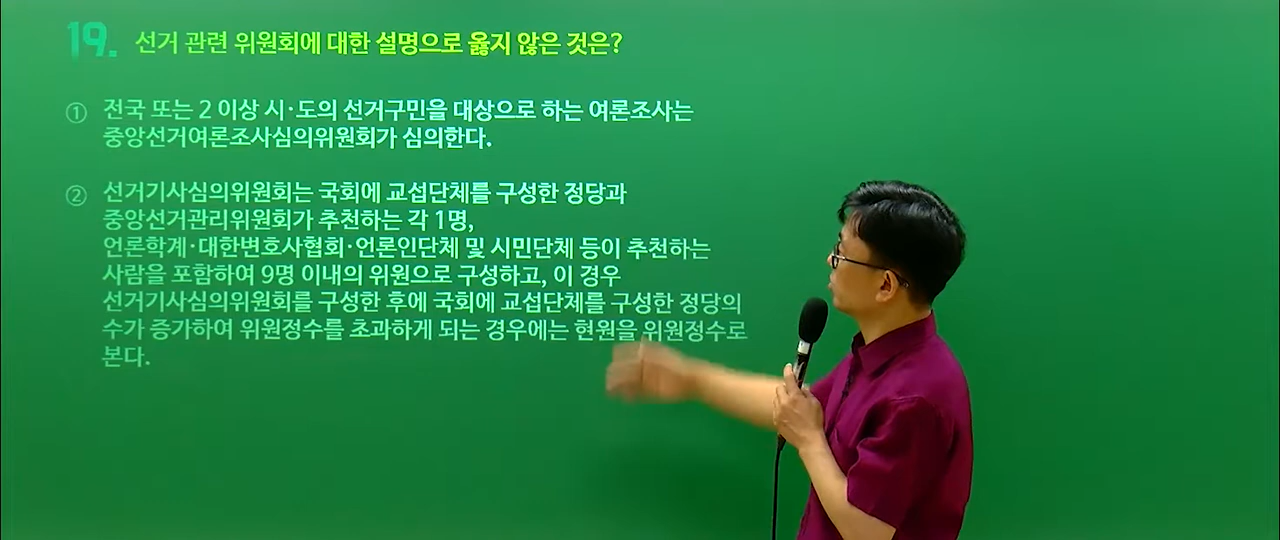 19. 선거 관련 위원회에 대한 설명으로 옳지 않은 것은?
① 전국 또는 2 이상 시·도의 선거구민을 대상으로 하는 여론조사는
중앙선거여론조사심의위원회가 심의한다.
② 선거기사심의위원회는 국회에 교섭단체를 구성한 정당과
중앙선거관리위원회가 추천하는 각 1명,
언론학계·대한변호사협회·언론인단체 및 시민단체 등이 추천하는
사람을 포함하여 9명 이내의 위원으로 구성하고, 이 경우
선거기사심의위원회를 구성한 후에 국회에 교섭단체를 구성한 정당의
수가 증가하여 위원정수를 초과하게 되는 경우에는 현원을 위원정수로
본다.